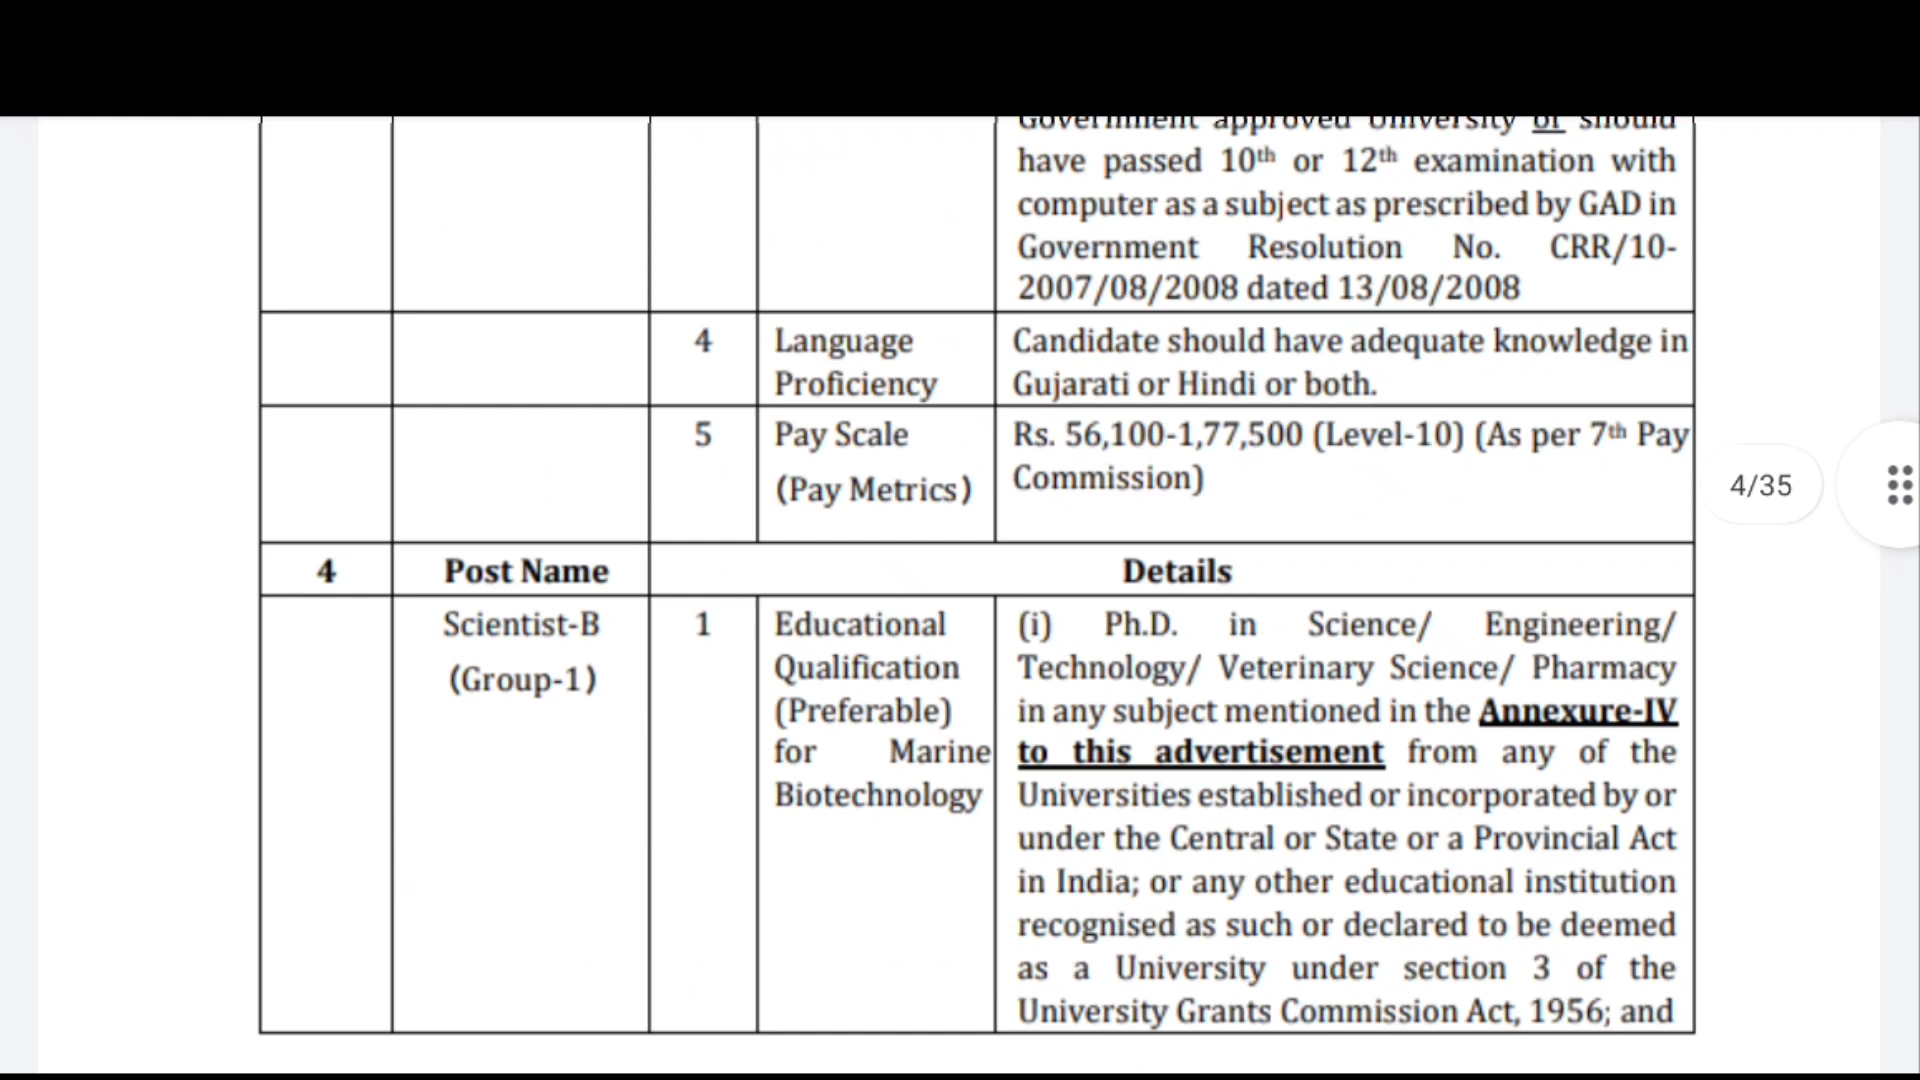 Government approved University or should
have passed 10th or 12th examination with
computer as a subject as prescribed by GAD in
Government Resolution No. CRR/10-
2007/08/2008 dated 13/08/2008
4 Language Candidate should have adequate knowledge in
Proficiency Gujarati or Hindi or both.
5 Pay Scale Rs. 56,100-1,77,500 (Level-10) (As per 7th Pay
(Pay Metrics) Commission)
4/35
4 Post Name Details
Scientist-B 1 Educational (i) Ph.D. in Science/ Engineering/
(Group-1) Qualification Technology/ Veterinary Science/ Pharmacy
(Preferable) in any subject mentioned in the Annexure-IV
for Marine to this advertisement from any of the
Biotechnology Universities established or incorporated by or
under the Central or State or a Provincial Act
in India; or any other educational institution
recognised as such or declared to be deemed
as a University under section 3 of the
University Grants Commission Act, 1956; and